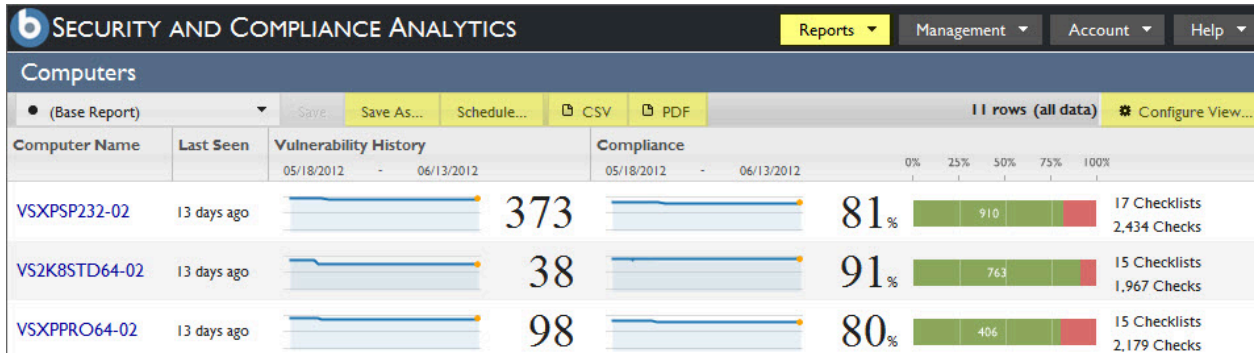 b SECURITY AND COMPLIANCE ANALYTICS Reports Management Account Help
Computers
(Base Report) Save Save As... Schedule... CSV PDF 11 rows (all data) Configure View...
Computer Name Last Seen Vulnerability History Compliance
05/18/2012 - 06/13/2012 05/18/2012 - 06/13/2012 0% 25% 50% 75% 100%
VSXPSP232-02 13 days ago 373 81% 910 17 Checklists
2,434 Checks
VS2K8STD64-02 13 days ago 38 91% 763 15 Checklists
1,967 Checks
VSXPPRO64-02 13 days ago 98 80% 406 15 Checklists
2,179 Checks